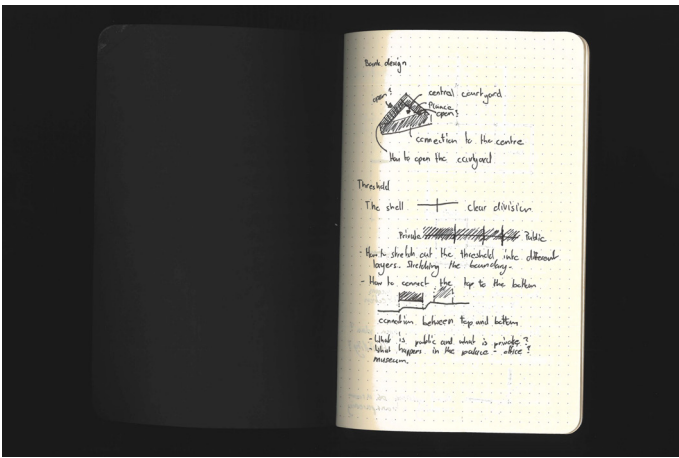 design
central courtyard
open?
open?
connection to the centre
How to open the courtyard
Threshold
The shell clear division
Private Public
- How to stretch out the threshold into different
layers. Stretching the boundary.
- How to connect the top to the bottom
connection between top and bottom
- What is public and what is private?
- What happens in the palace - office?
museum.